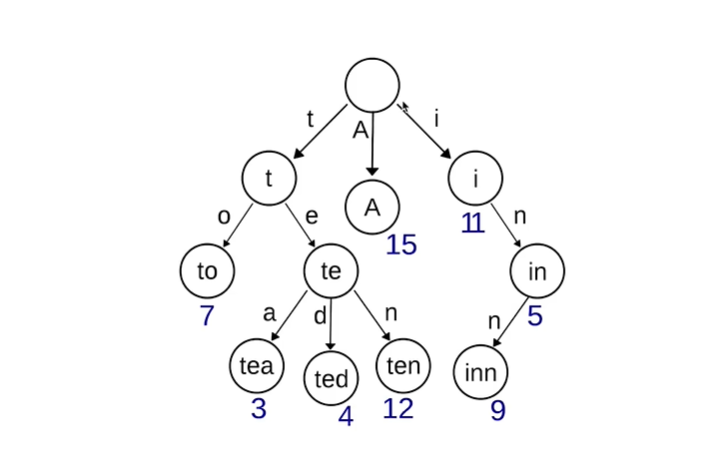 t A i
t A i
15 11
o e n
to te in
7 5
a d n n
tea ted ten inn
3 4 12 9